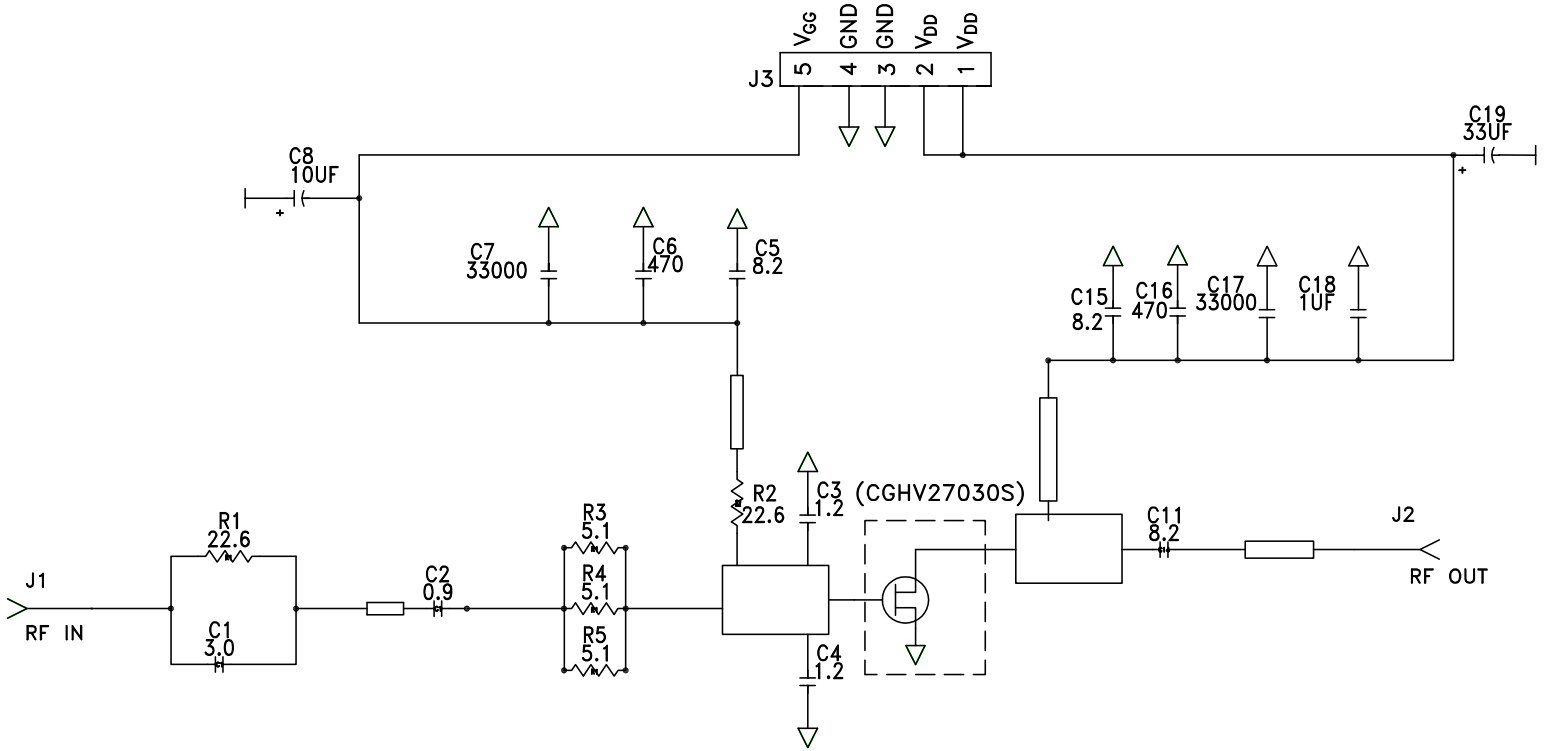 VGG GND GND VDD VDD
J3 5 4 3 2 1
C8
10UF
C19
33UF
+
+
C7
33000
C6
470
C5
8.2
C15
8.2
C16
470
C17
33000
C18
1UF
R2
22.6
C3
1.2
(CGHV27030S)
C11
8.2
J2
RF OUT
R1
22.6
J1
RF IN
C1
3.0
C2
0.9
R3
5.1
R4
5.1
R5
5.1
C4
1.2